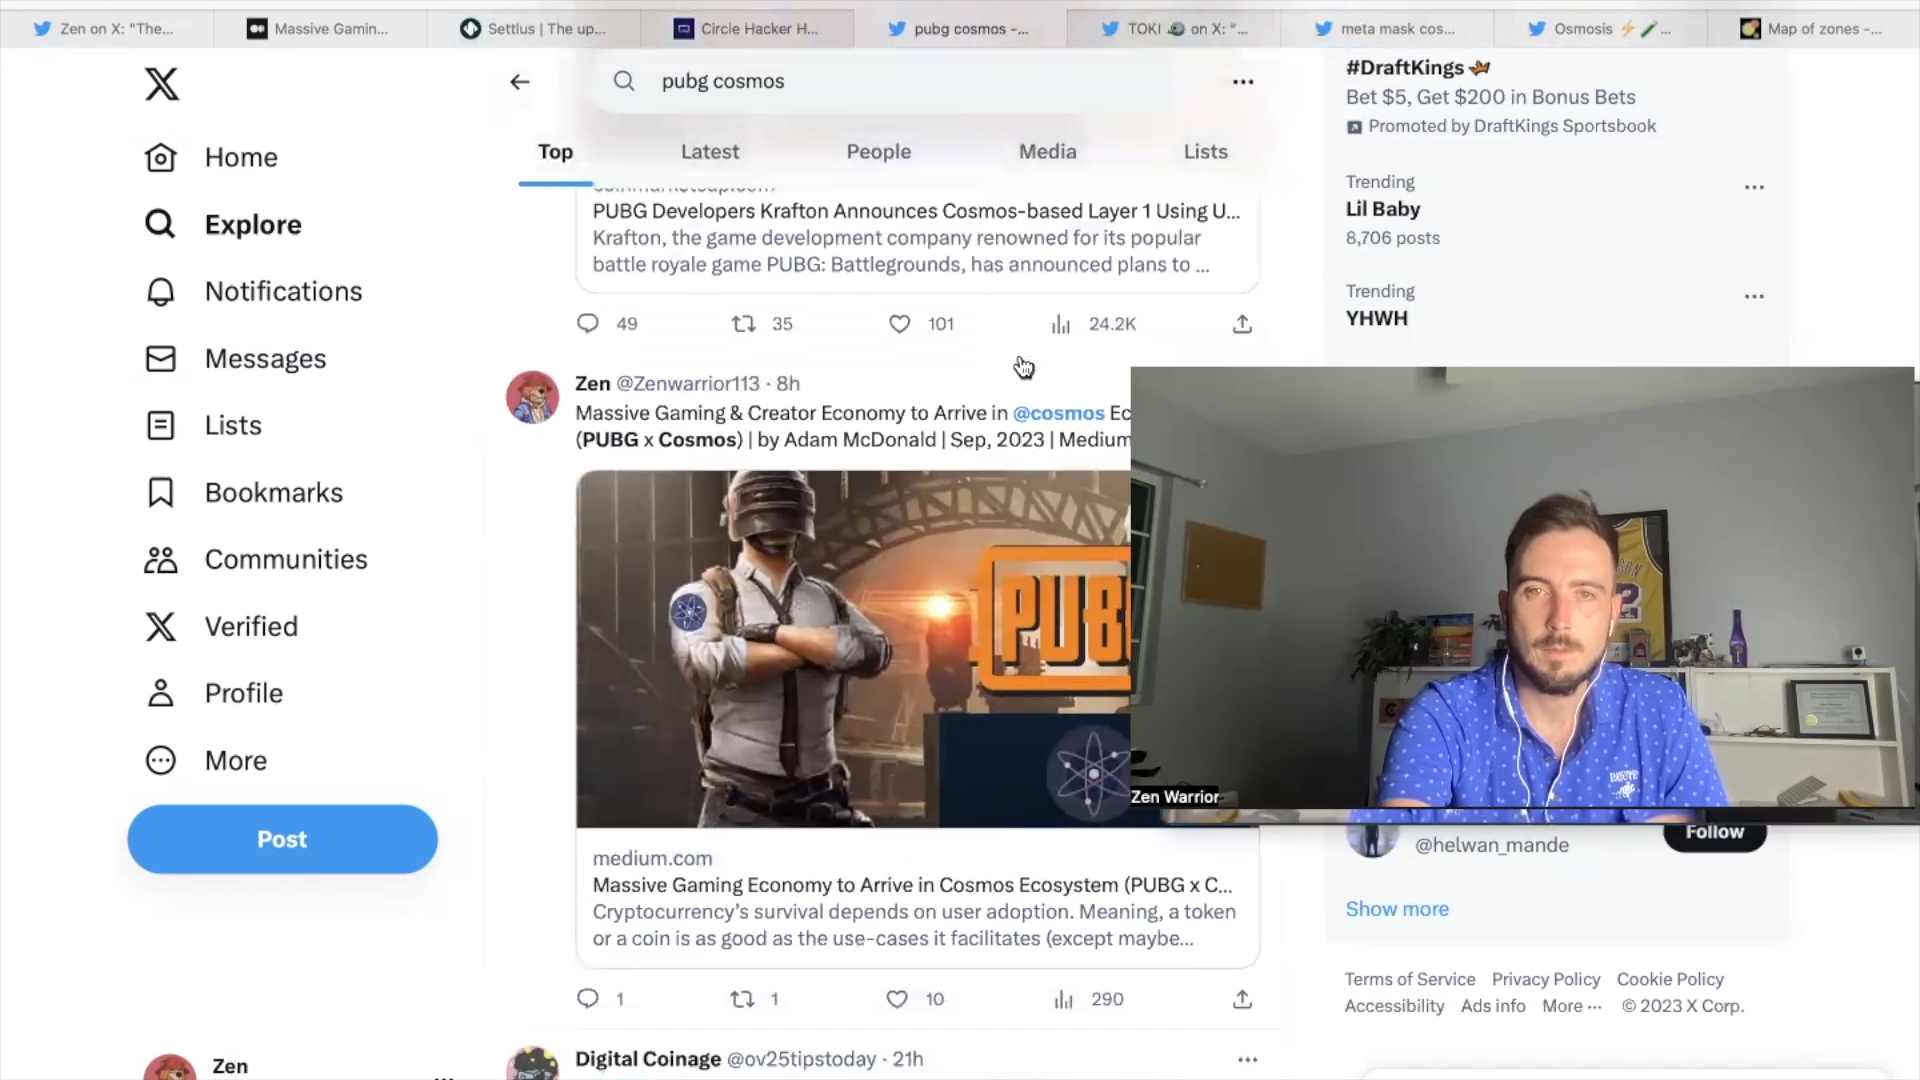 Zen on X: "The...
Massive Gamin...
Settlus | The up...
Circle Hacker H...
pubg cosmos -...
TOKI on X: "...
meta mask cos...
Osmosis ⚡🧪...
Map of zones -...
pubg cosmos
Top
Latest
People
Media
Lists
Home
Explore
Notifications
Messages
Lists
Bookmarks
Communities
Verified
Profile
More
Post
Zen
PUBG Developers Krafton Announces Cosmos-based Layer 1 Using U...
Krafton, the game development company renowned for its popular
battle royale game PUBG: Battlegrounds, has announced plans to ...
49
35
101
24.2K
Zen @Zenwarrior113 · 8h
Massive Gaming & Creator Economy to Arrive in @cosmos Ec
(PUBG x Cosmos) | by Adam McDonald | Sep, 2023 | Medium
PUB
medium.com
Massive Gaming Economy to Arrive in Cosmos Ecosystem (PUBG x C...
Cryptocurrency's survival depends on user adoption. Meaning, a token
or a coin is as good as the use-cases it facilitates (except maybe...
1
1
10
290
Digital Coinage @ov25tipstoday · 21h
#DraftKings
Bet $5, Get $200 in Bonus Bets
Promoted by DraftKings Sportsbook
Trending
Lil Baby
8,706 posts
Trending
YHWH
Zen Warrior
@helwan_mande
Follow
Show more
Terms of Service Privacy Policy Cookie Policy
Accessibility Ads info More ··· © 2023 X Corp.